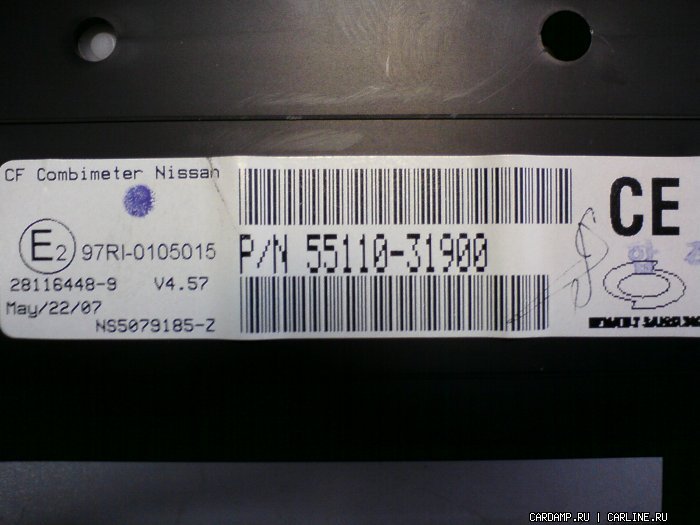 CF Combimeter Nissan
E2 97RI-0105015
28116448-9 V4.57
May/22/07
NS5079185-Z
P/N 55110-31900
CE
CARDAMP.RU | CARLINE.RU